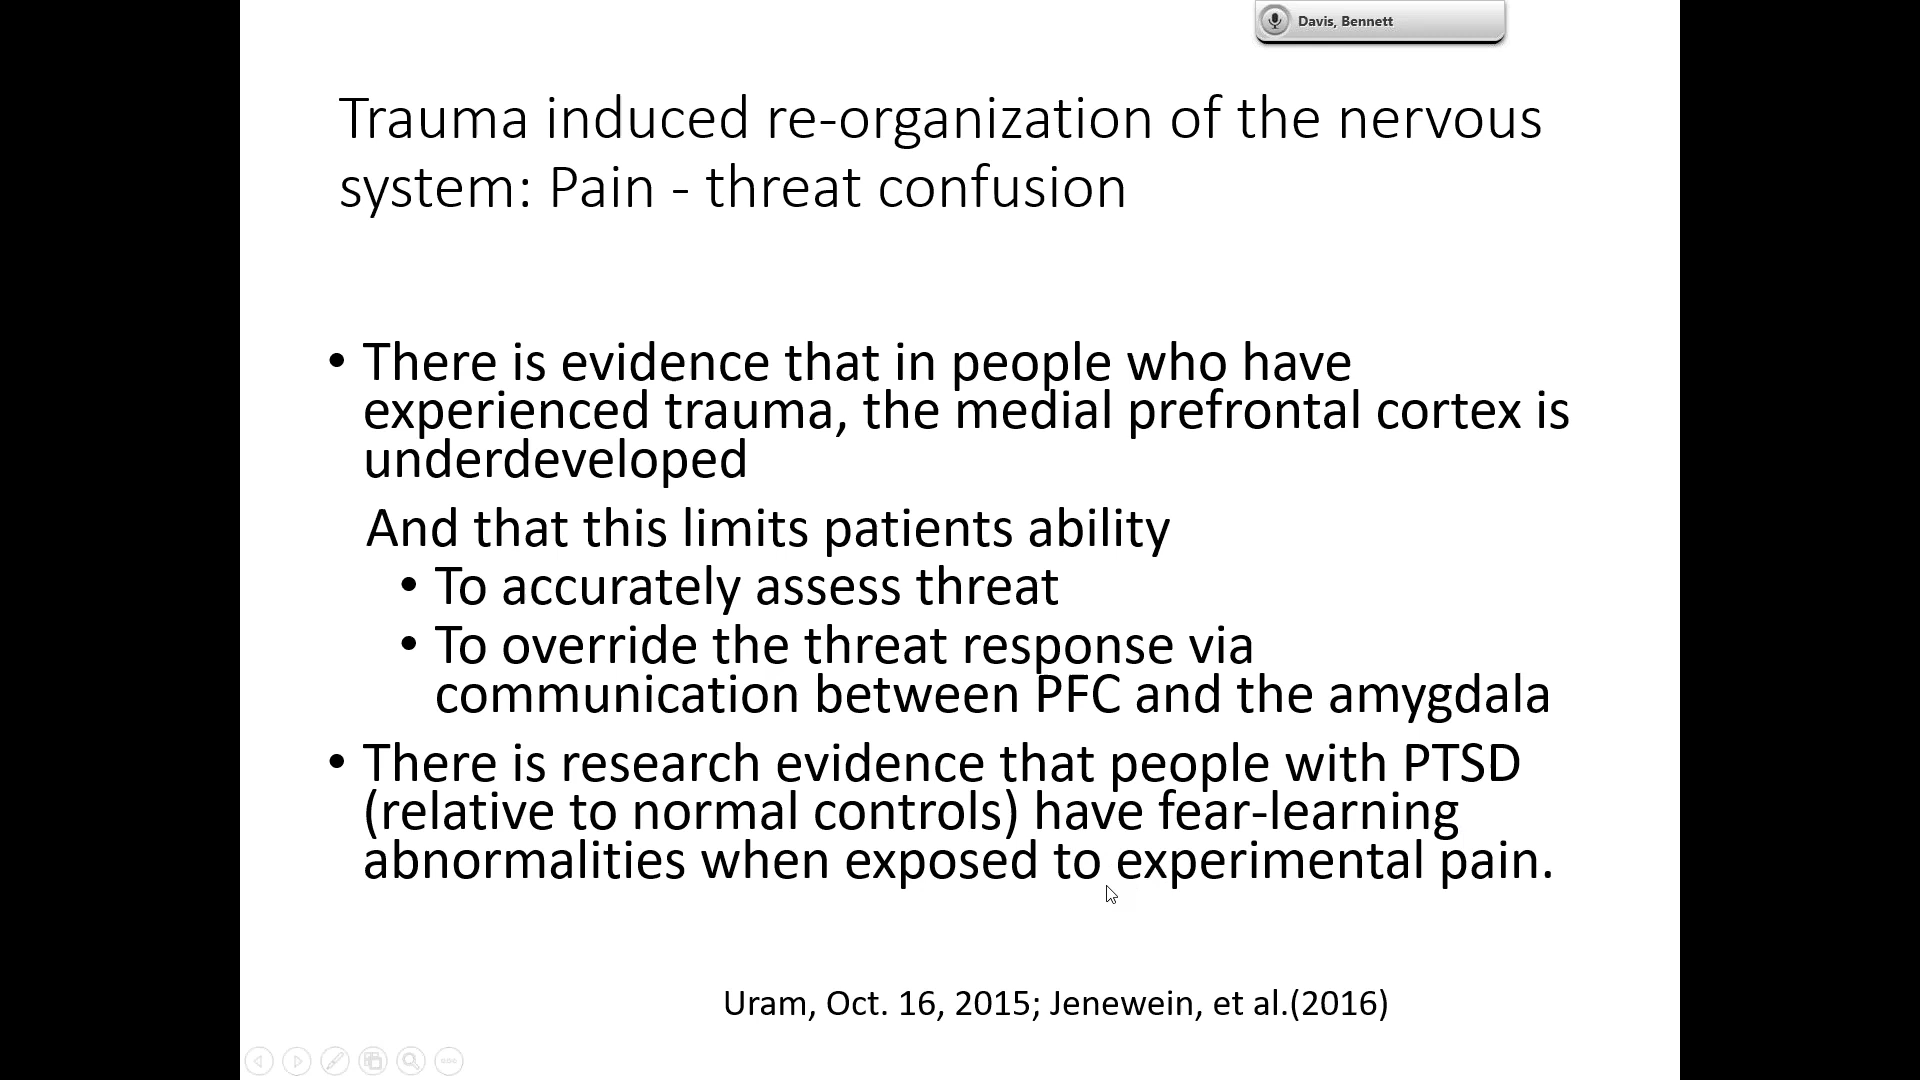 Davis, Bennett
Trauma induced re-organization of the nervous
system: Pain - threat confusion
• There is evidence that in people who have
experienced trauma, the medial prefrontal cortex is
underdeveloped
And that this limits patients ability
• To accurately assess threat
• To override the threat response via
communication between PFC and the amygdala
• There is research evidence that people with PTSD
(relative to normal controls) have fear-learning
abnormalities when exposed to experimental pain.
Uram, Oct. 16, 2015; Jenewein, et al.(2016)